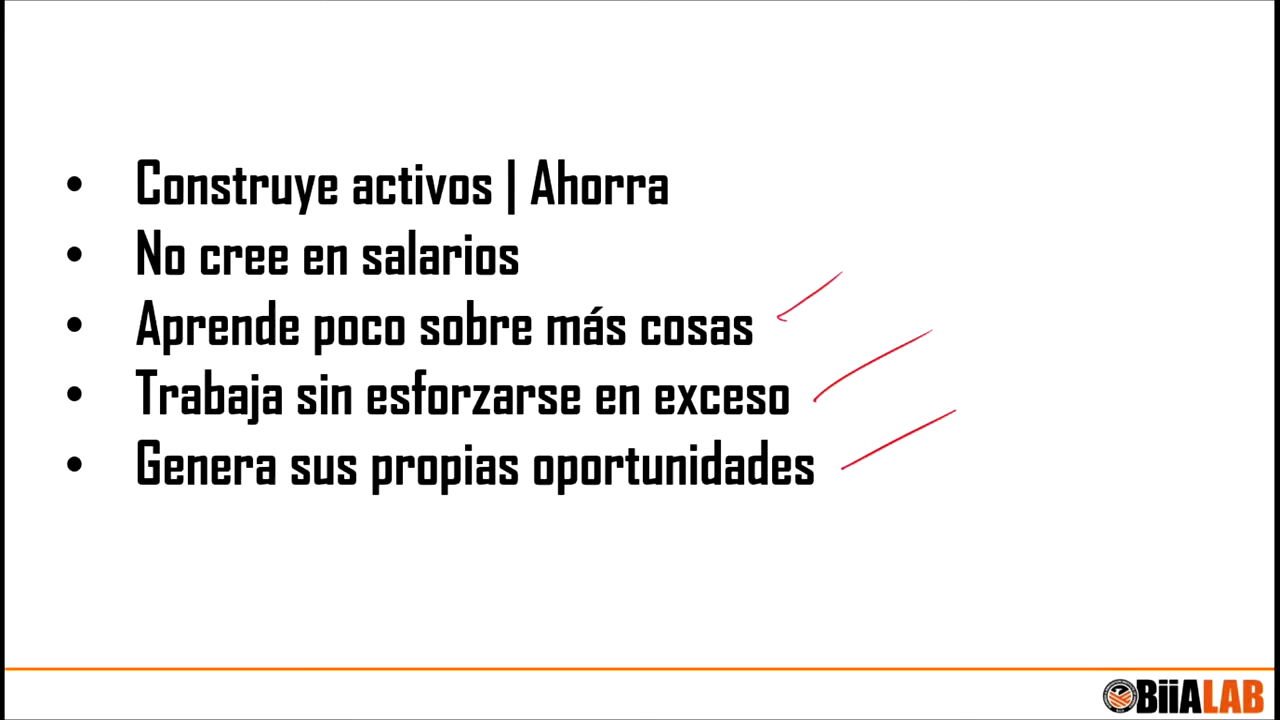 • Construye activos | Ahorra
• No cree en salarios
• Aprende poco sobre más cosas
• Trabaja sin esforzarse en exceso
• Genera sus propias oportunidades
BiiALAB